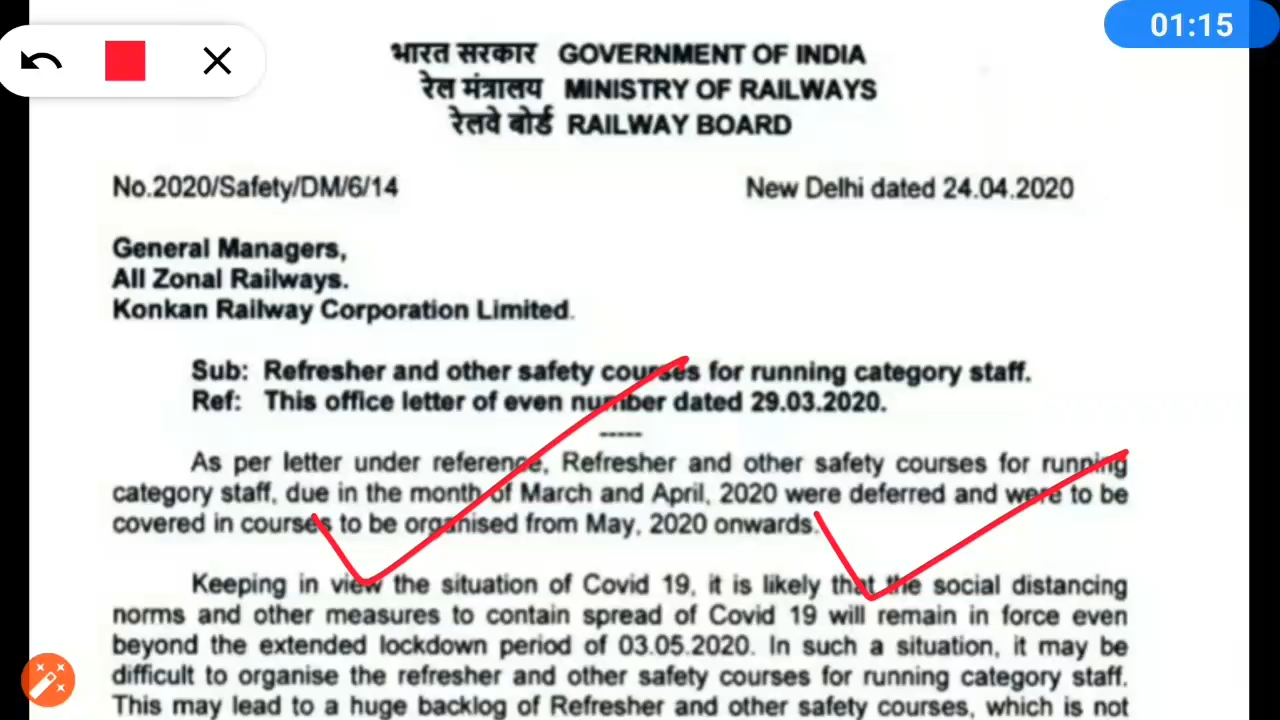 01:15
भारत सरकार GOVERNMENT OF INDIA
रेल मंत्रालय MINISTRY OF RAILWAYS
रेलवे बोर्ड RAILWAY BOARD
No.2020/Safety/DM/6/14 New Delhi dated 24.04.2020
General Managers,
All Zonal Railways.
Konkan Railway Corporation Limited.
Sub: Refresher and other safety courses for running category staff.
Ref: This office letter of even number dated 29.03.2020.
-----
As per letter under reference, Refresher and other safety courses for running
category staff, due in the month of March and April, 2020 were deferred and were to be
covered in courses to be organised from May, 2020 onwards.
Keeping in view the situation of Covid 19, it is likely that the social distancing
norms and other measures to contain spread of Covid 19 will remain in force even
beyond the extended lockdown period of 03.05.2020. In such a situation, it may be
difficult to organise the refresher and other safety courses for running category staff.
This may lead to a huge backlog of Refresher and other safety courses, which is not